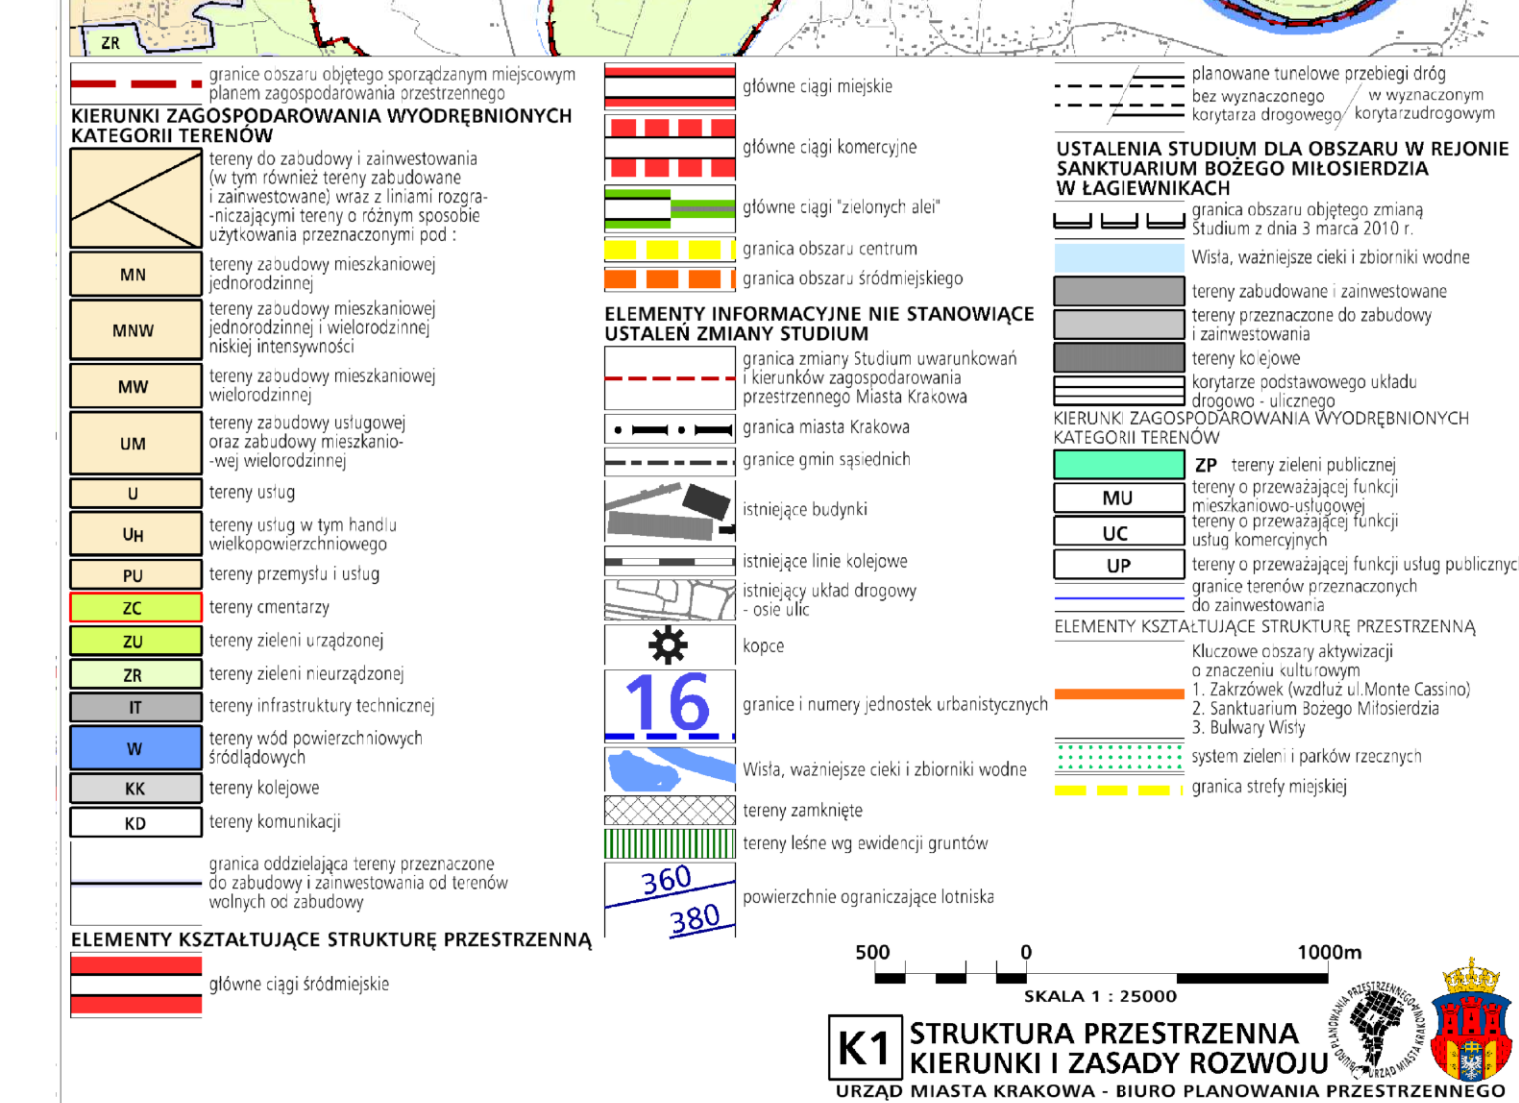 ZR
granice obszaru objętego sporządzanym miejscowym
planem zagospodarowania przestrzennego
KIERUNKI ZAGOSPODAROWANIA WYODRĘBNIONYCH
KATEGORII TERENÓW
tereny do zabudowy i zainwestowania
(w tym również tereny zabudowane
i zainwestowane) wraz z liniami rozgra-
-niczającymi tereny o różnym sposobie
użytkowania przeznaczonymi pod :
MN
tereny zabudowy mieszkaniowej
jednorodzinnej
MNW
tereny zabudowy mieszkaniowej
jednorodzinnej i wielorodzinnej
niskiej intensywności
MW
tereny zabudowy mieszkaniowej
wielorodzinnej
UM
tereny zabudowy usługowej
oraz zabudowy mieszkanio-
-wej wielorodzinnej
U
tereny usług
UH
tereny usług w tym handlu
wielkopowierzchniowego
PU
tereny przemysłu i usług
ZC
tereny cmentarzy
ZU
tereny zieleni urządzonej
ZR
tereny zieleni nieurządzonej
IT
tereny infrastruktury technicznej
W
tereny wód powierzchniowych
śródlądowych
KK
tereny kolejowe
KD
tereny komunikacji
granica oddzielająca tereny przeznaczone
do zabudowy i zainwestowania od terenów
wolnych od zabudowy
ELEMENTY KSZTAŁTUJĄCE STRUKTURĘ PRZESTRZENNĄ
główne ciągi śródmiejskie
główne ciągi miejskie
główne ciągi komercyjne
główne ciągi "zielonych alei"
granica obszaru centrum
granica obszaru śródmiejskiego
ELEMENTY INFORMACYJNE NIE STANOWIĄCE
USTALEŃ ZMIANY STUDIUM
granica zmiany Studium uwarunkowań
i kierunków zagospodarowania
przestrzennego Miasta Krakowa
granica miasta Krakowa
granice gmin sąsiednich
istniejące budynki
istniejące linie kolejowe
istniejący układ drogowy
- osie ulic
kopce
16
granice i numery jednostek urbanistycznych
Wisła, ważniejsze cieki i zbiorniki wodne
tereny zamknięte
tereny leśne wg ewidencji gruntów
360
380
powierzchnie ograniczające lotniska
planowane tunelowe przebiegi dróg
bez wyznaczonego / w wyznaczonym
korytarza drogowego / korytarzudrogowym
USTALENIA STUDIUM DLA OBSZARU W REJONIE
SANKTUARIUM BOŻEGO MIŁOSIERDZIA
W ŁAGIEWNIKACH
granica obszaru objętego zmianą
Studium z dnia 3 marca 2010 r.
Wisła, ważniejsze cieki i zbiorniki wodne
tereny zabudowane i zainwestowane
tereny przeznaczone do zabudowy
i zainwestowania
tereny kolejowe
korytarze podstawowego układu
drogowo - ulicznego
KIERUNKI ZAGOSPODAROWANIA WYODRĘBNIONYCH
KATEGORII TERENÓW
ZP tereny zieleni publicznej
MU
tereny o przeważającej funkcji
mieszkaniowo-usługowej
UC
tereny o przeważającej funkcji
usług komercyjnych
UP
tereny o przeważającej funkcji usług publicznyc
granice terenów przeznaczonych
do zainwestowania
ELEMENTY KSZTAŁTUJĄCE STRUKTURĘ PRZESTRZENNĄ
Kluczowe obszary aktywizacji
o znaczeniu kulturowym
1. Zakrzówek (wzdłuż ul.Monte Cassino)
2. Sanktuarium Bożego Miłosierdzia
3. Bulwary Wisły
system zieleni i parków rzecznych
granica strefy miejskiej
500 0 1000m
SKALA 1 : 25000
K1
STRUKTURA PRZESTRZENNA
KIERUNKI I ZASADY ROZWOJU
BIURO PLANOWANIA PRZESTRZENNEGO
URZĄD MIASTA KRAKOWA
URZĄD MIASTA KRAKOWA - BIURO PLANOWANIA PRZESTRZENNEGO